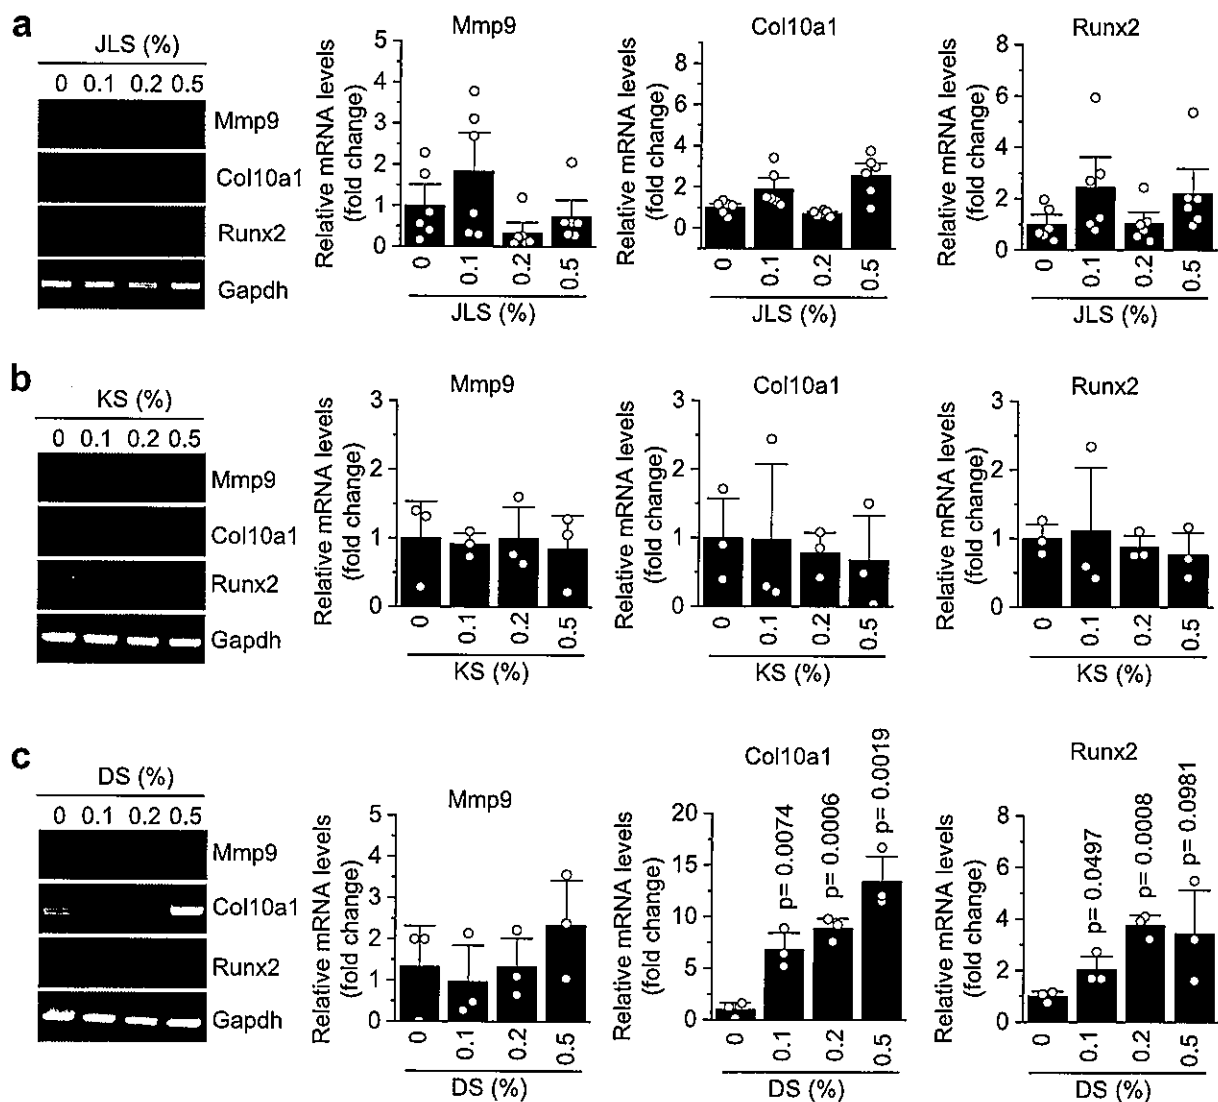 a
JLS (%)
0 0.1 0.2 0.5
Mmp9
Col10a1
Runx2
Gapdh
Mmp9
Relative mRNA levels
(fold change)
5
4
3
2
1
0
0 0.1 0.2 0.5
JLS (%)
Col10a1
Relative mRNA levels
(fold change)
8
6
4
2
0
0 0.1 0.2 0.5
JLS (%)
Runx2
Relative mRNA levels
(fold change)
8
6
4
2
0
0 0.1 0.2 0.5
JLS (%)
b
KS (%)
0 0.1 0.2 0.5
Mmp9
Col10a1
Runx2
Gapdh
Mmp9
Relative mRNA levels
(fold change)
3
2
1
0
0 0.1 0.2 0.5
KS (%)
Col10a1
Relative mRNA levels
(fold change)
3
2
1
0
0 0.1 0.2 0.5
KS (%)
Runx2
Relative mRNA levels
(fold change)
3
2
1
0
0 0.1 0.2 0.5
KS (%)
c
DS (%)
0 0.1 0.2 0.5
Mmp9
Col10a1
Runx2
Gapdh
Mmp9
Relative mRNA levels
(fold change)
5
4
3
2
1
0
0 0.1 0.2 0.5
DS (%)
Col10a1
Relative mRNA levels
(fold change)
20
15
10
5
0
p= 0.0074
p= 0.0006
p= 0.0019
0 0.1 0.2 0.5
DS (%)
Runx2
Relative mRNA levels
(fold change)
8
6
4
2
0
p= 0.0497
p= 0.0008
p= 0.0981
0 0.1 0.2 0.5
DS (%)